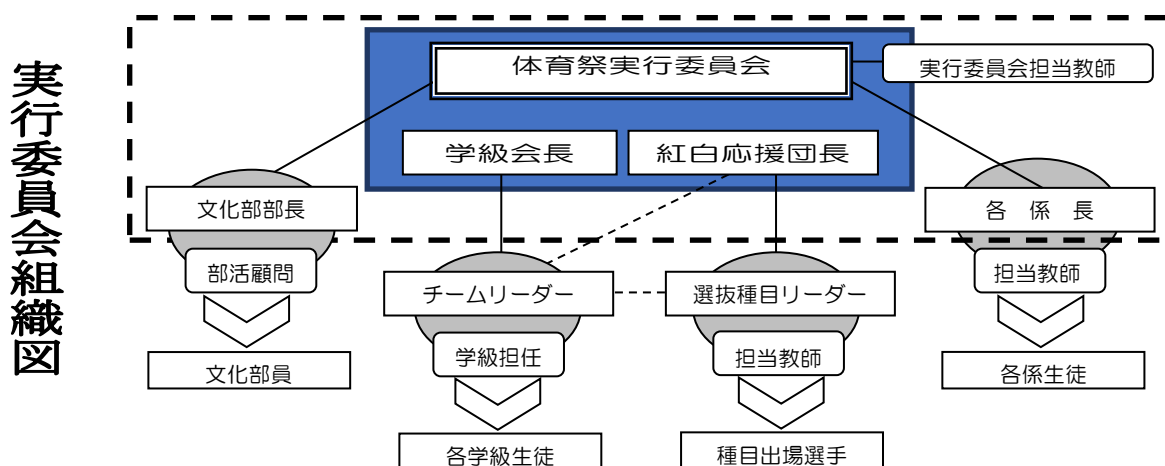 実行委員会組織図
体育祭実行委員会
実行委員会担当教師
学級会長
紅白応援団長
文化部部長
各　係　長
部活顧問
担当教師
チームリーダー
選抜種目リーダー
学級担任
担当教師
文化部員
各係生徒
各学級生徒
種目出場選手